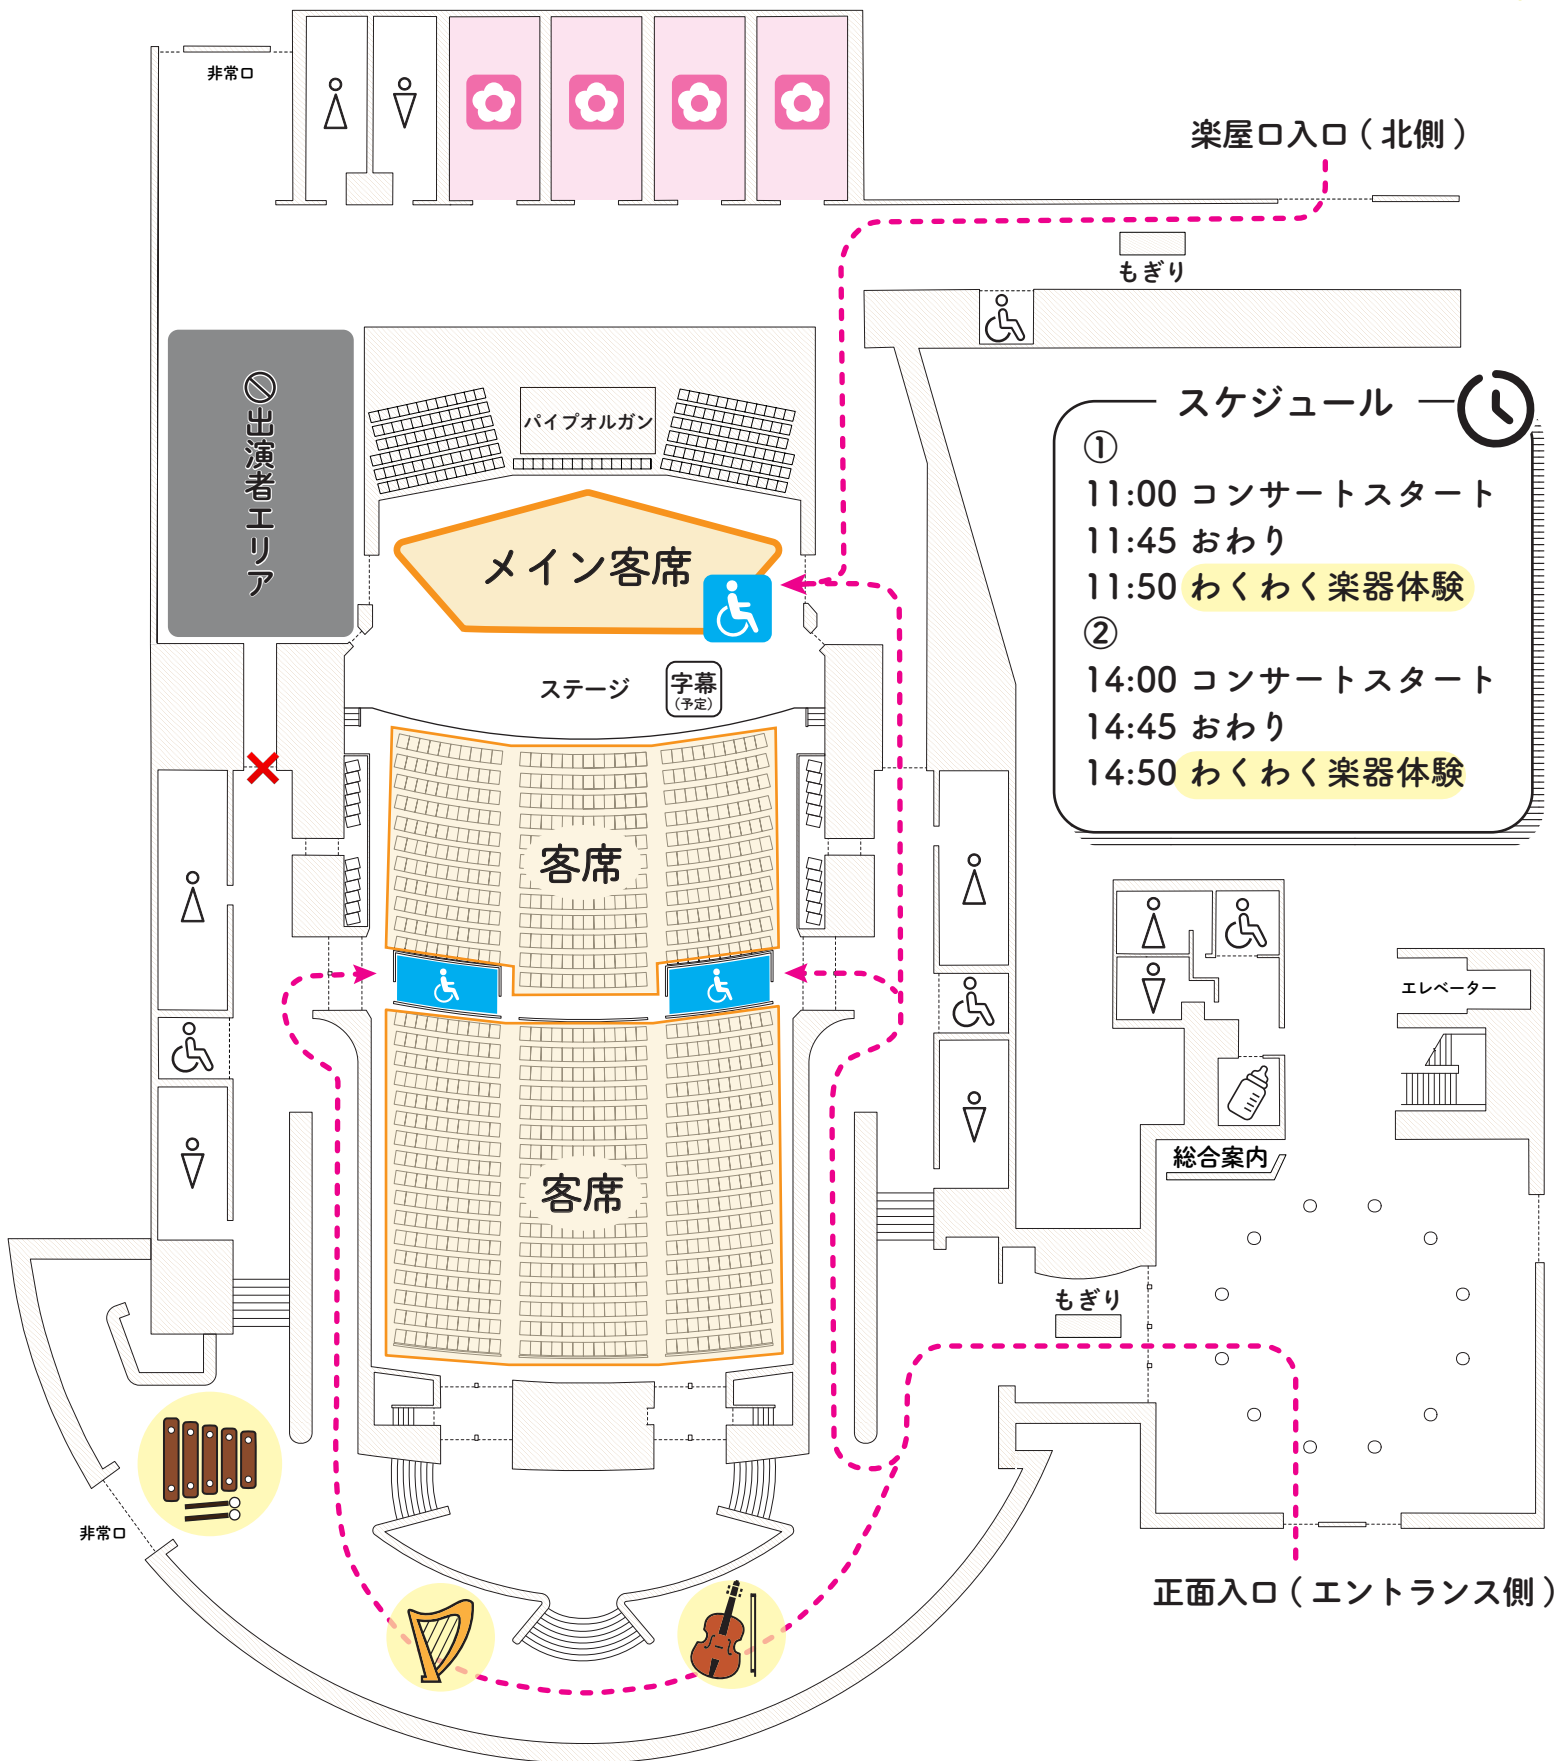 非常口
楽屋口入口 ( 北側 )
もぎり
出演者エリア
パイプオルガン
メイン客席
ステージ
字幕
(予定)
スケジュール
①
11:00 コンサートスタート
11:45 おわり
11:50 わくわく楽器体験
②
14:00 コンサートスタート
14:45 おわり
14:50 わくわく楽器体験
客席
エレベーター
客席
総合案内
もぎり
非常口
正面入口 ( エントランス側 )